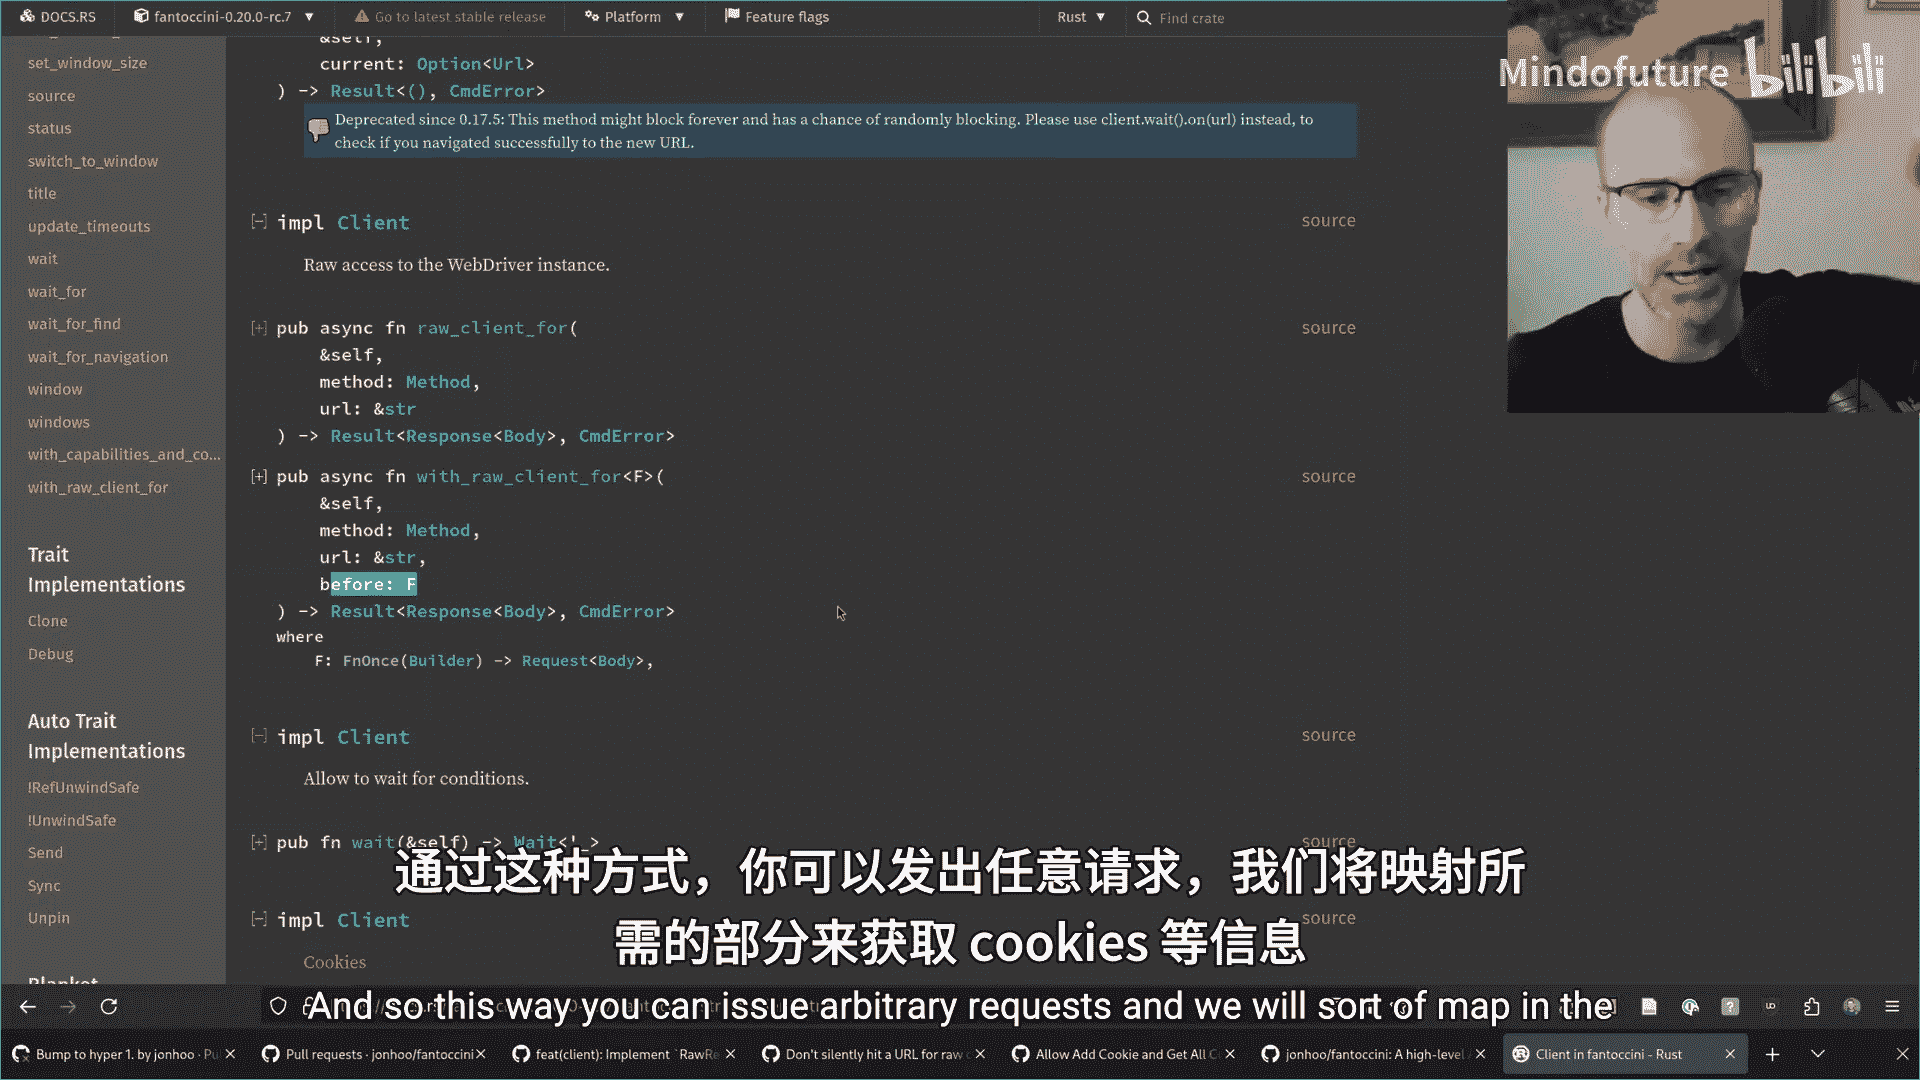 DOCS.RS
fantoccini-0.20.0-rc.7
Go to latest stable release
Platform
Feature flags
Rust
Find crate
Mindofuture bilibili
set_window_size
source
status
switch_to_window
title
update_timeouts
wait
wait_for
wait_for_find
wait_for_navigation
window
windows
with_capabilities_and_co...
with_raw_client_for
Trait
Implementations
Clone
Debug
Auto Trait
Implementations
!RefUnwindSafe
!UnwindSafe
Send
Sync
Unpin
Blanket
&self,
current: Option<Url>
) -> Result<(), CmdError>
Deprecated since 0.17.5: This method might block forever and has a chance of randomly blocking. Please use client.wait().on(url) instead, to
check if you navigated successfully to the new URL.
[-] impl Client source
Raw access to the WebDriver instance.
[+] pub async fn raw_client_for( source
&self,
method: Method,
url: &str
) -> Result<Response<Body>, CmdError>
[+] pub async fn with_raw_client_for<F>( source
&self,
method: Method,
url: &str,
before: F
) -> Result<Response<Body>, CmdError>
where
F: FnOnce(Builder) -> Request<Body>,
[-] impl Client source
Allow to wait for conditions.
[+] pub fn wait(&self) -> Wait<'_> source
通过这种方式，你可以发出任意请求，我们将映射所
[-] impl Client source
需的部分来获取 cookies 等信息
Cookies
And so this way you can issue arbitrary requests and we will sort of map in the
Bump to hyper 1. by jonhoo · Pu
Pull requests · jonhoo/fantoccini
feat(client): Implement `RawRe
Don't silently hit a URL for raw
Allow Add Cookie and Get All C
jonhoo/fantoccini: A high-level
Client in fantoccini - Rust